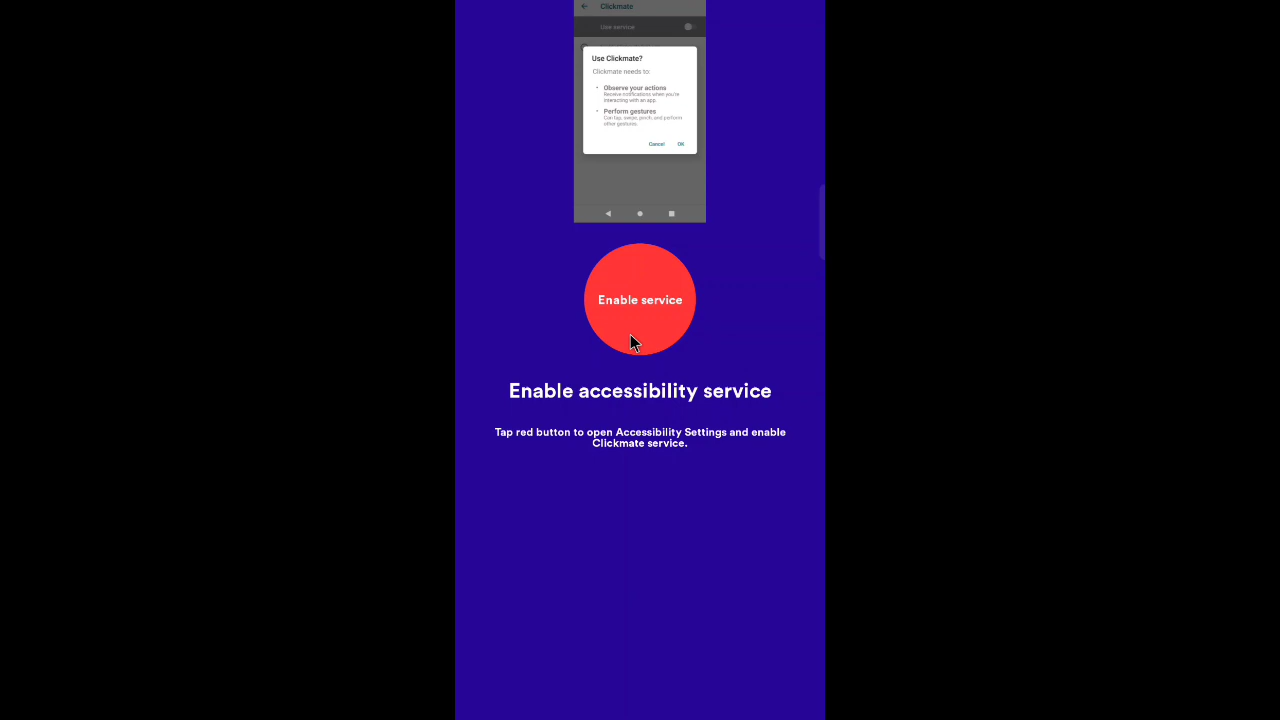 Clickmate
Use service
Use Clickmate?
Clickmate needs to:
• Observe your actions
Receive notifications when you're
interacting with an app.
• Perform gestures
Can tap, swipe, pinch, and perform
other gestures.
Cancel OK
Enable service
Enable accessibility service
Tap red button to open Accessibility Settings and enable
Clickmate service.